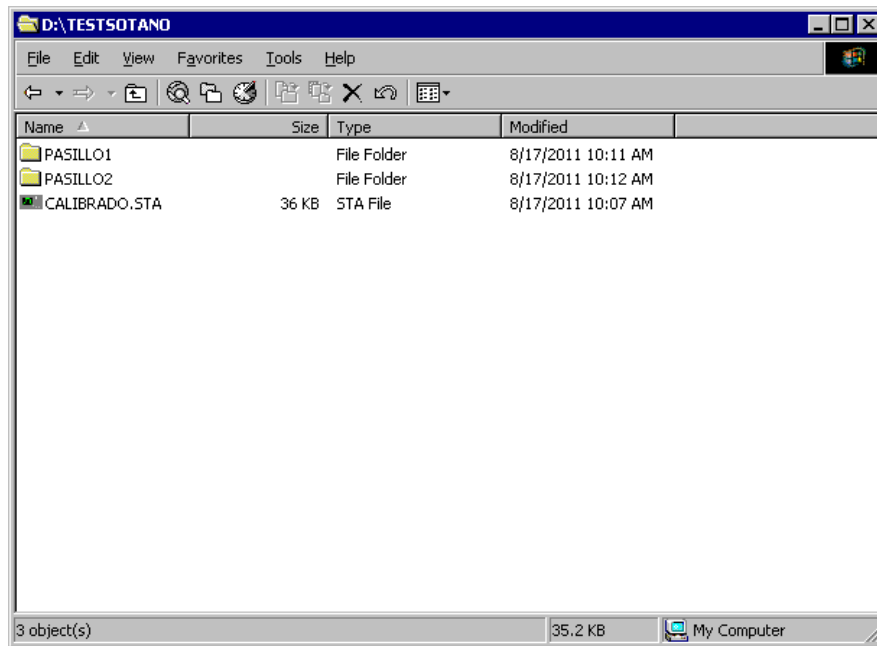 D:\TESTSOTANO
File Edit View Favorites Tools Help
Name Size Type Modified
PASILLO1 File Folder 8/17/2011 10:11 AM
PASILLO2 File Folder 8/17/2011 10:12 AM
CALIBRADO.STA 36 KB STA File 8/17/2011 10:07 AM
3 object(s) 35.2 KB My Computer